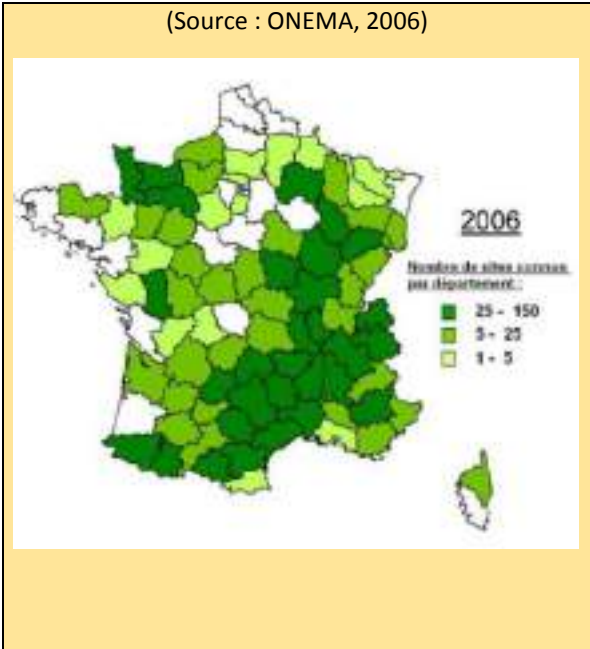 (Source : ONEMA, 2006)
2006
Nombre de sites connus
par département :
25 - 150
5 - 25
1 - 5